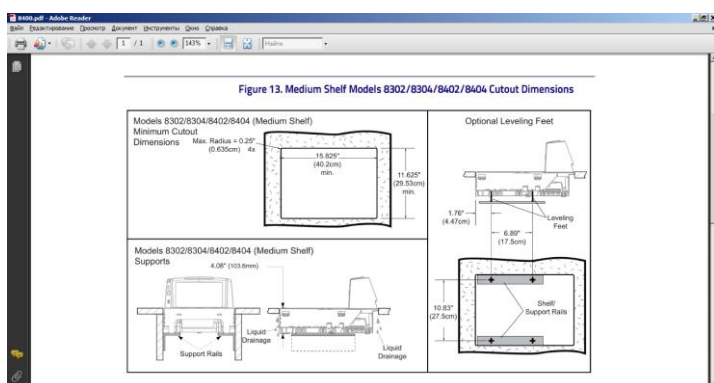 8400.pdf - Adobe Reader
Файл Редактирование Просмотр Документ Инструменты Окно Справка
1 / 1 143% Найти
Figure 13. Medium Shelf Models 8302/8304/8402/8404 Cutout Dimensions
Models 8302/8304/8402/8404 (Medium Shelf)
Minimum Cutout
Dimensions
Max. Radius = 0.25"
(0.635cm) 4x
15.825"
(40.2cm)
min.
11.625"
(29.53cm)
min.
Models 8302/8304/8402/8404 (Medium Shelf)
Supports
4.08" (103.6mm)
Liquid
Drainage
Support Rails
Liquid
Drainage
Optional Leveling Feet
1.76"
(4.47cm)
6.89"
(17.5cm)
Leveling
Feet
10.83"
(27.5cm)
Shelf/
Support Rails